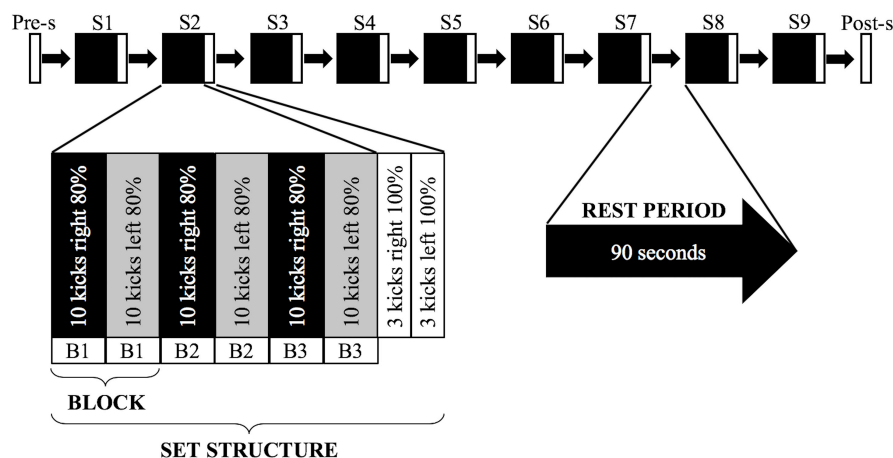 Pre-s S1 S2 S3 S4 S5 S6 S7 S8 S9 Post-s
10 kicks right 80%
10 kicks left 80%
10 kicks right 80%
10 kicks left 80%
10 kicks right 80%
10 kicks left 80%
3 kicks right 100%
3 kicks left 100%
B1 B1 B2 B2 B3 B3
BLOCK
SET STRUCTURE
REST PERIOD
90 seconds